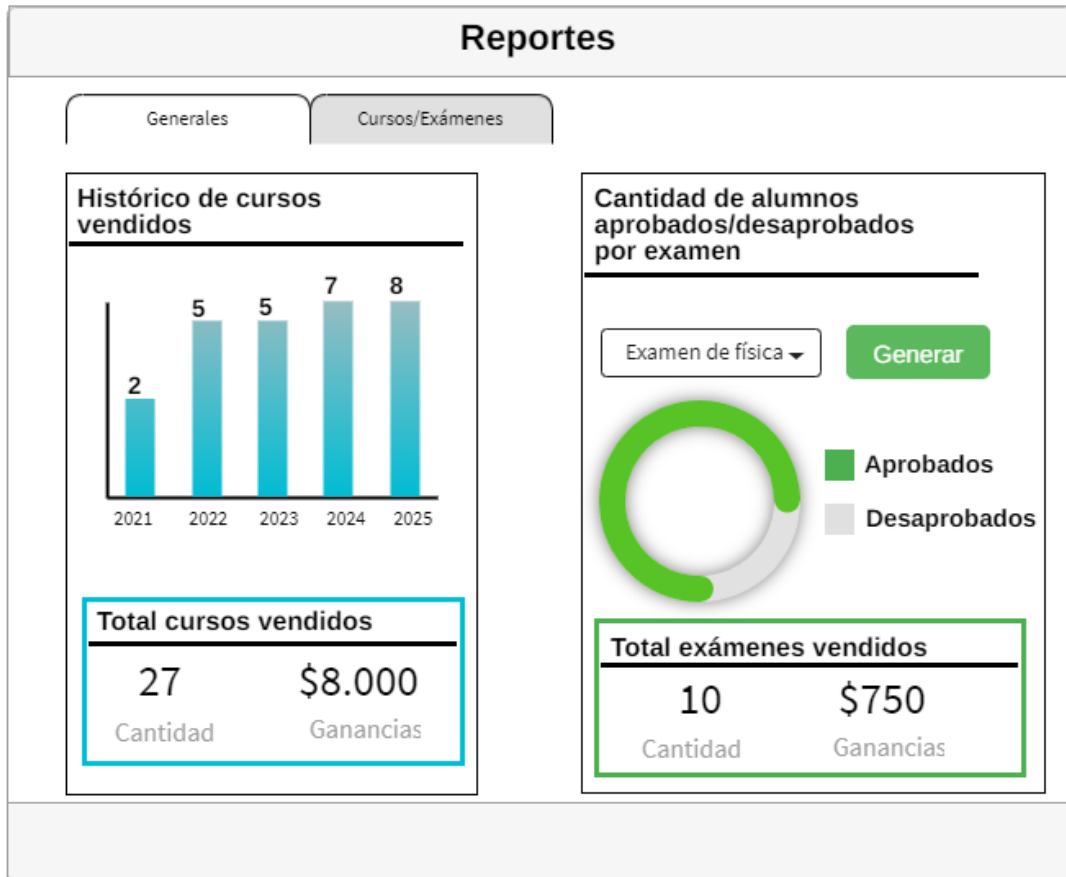 Reportes
Generales
Cursos/Exámenes
Histórico de cursos
vendidos
2
5
5
7
8
2021
2022
2023
2024
2025
Total cursos vendidos
27
$8.000
Cantidad
Ganancias
Cantidad de alumnos
aprobados/desaprobados
por examen
Examen de física
Generar
Aprobados
Desaprobados
Total exámenes vendidos
10
$750
Cantidad
Ganancias